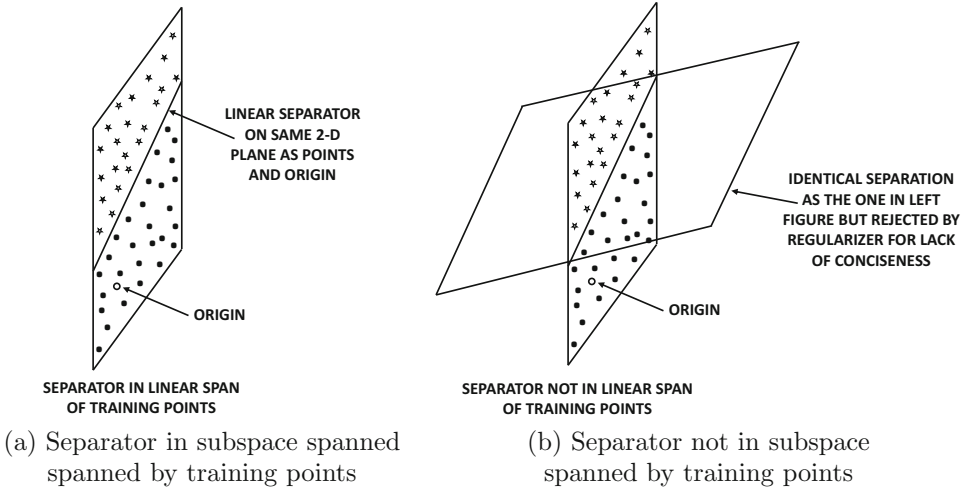 LINEAR SEPARATOR
ON SAME 2-D
PLANE AS POINTS
AND ORIGIN
ORIGIN
SEPARATOR IN LINEAR SPAN
OF TRAINING POINTS
(a) Separator in subspace spanned
spanned by training points
IDENTICAL SEPARATION
AS THE ONE IN LEFT
FIGURE BUT REJECTED BY
REGULARIZER FOR LACK
OF CONCISENESS
ORIGIN
SEPARATOR NOT IN LINEAR SPAN
OF TRAINING POINTS
(b) Separator not in subspace
spanned by training points